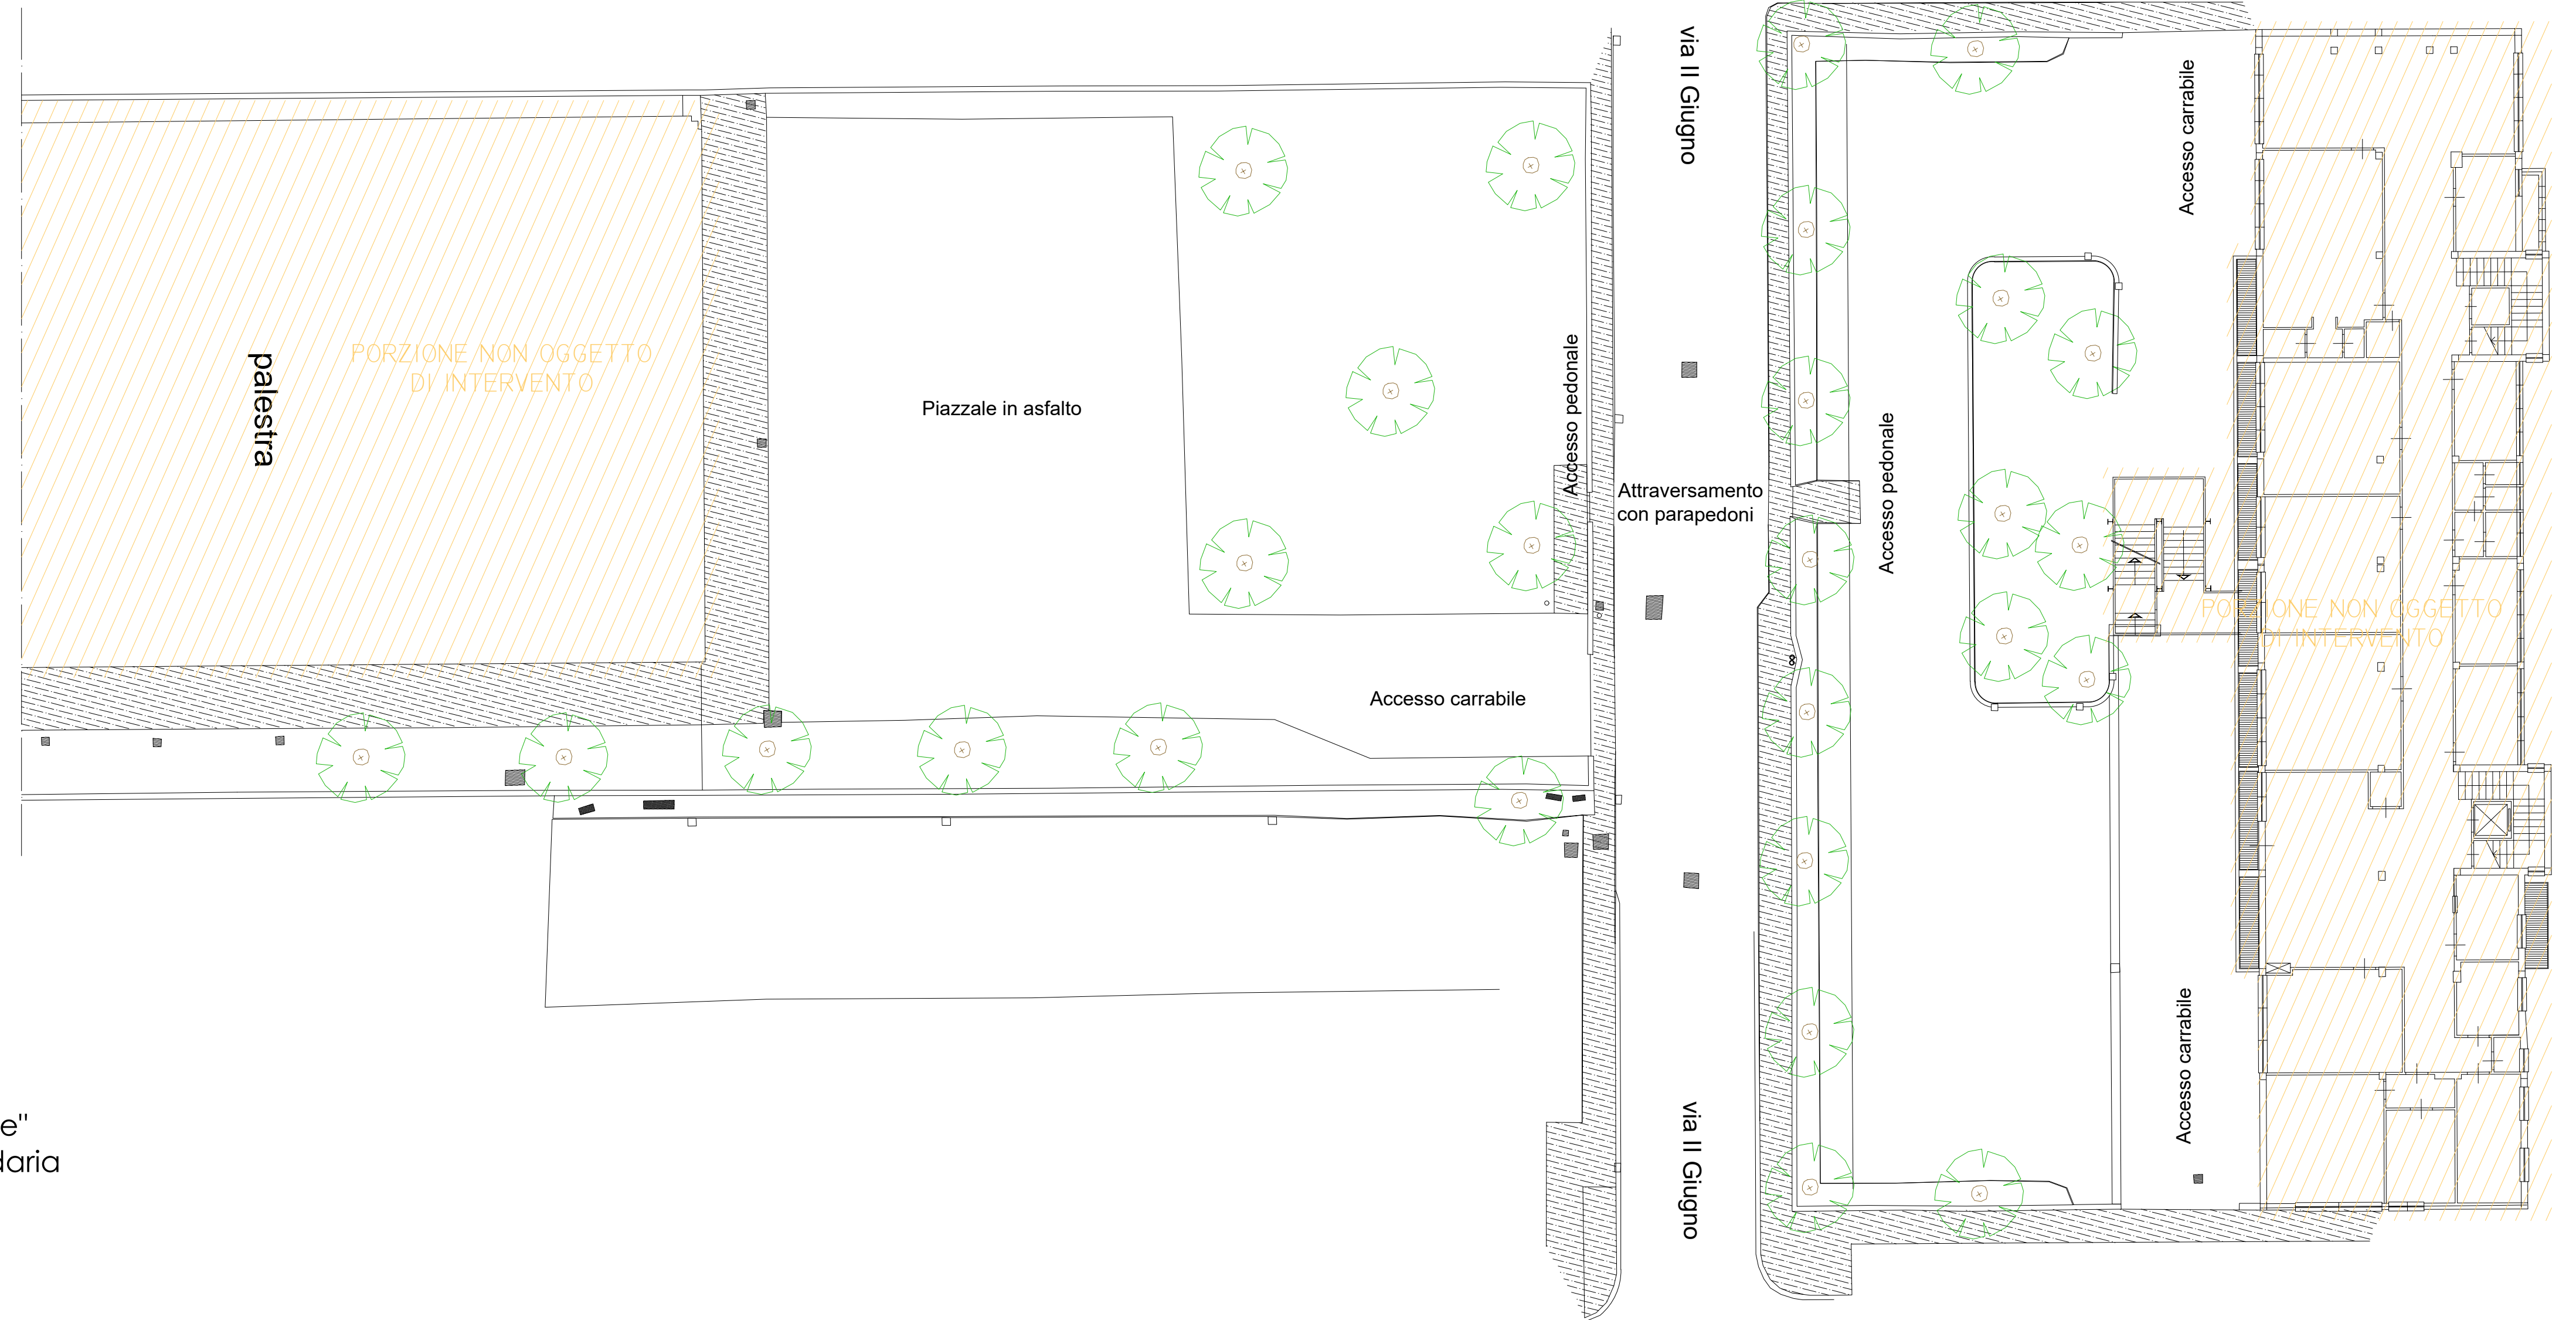 via II Giugno
Accesso carrabile
palestra
PORZIONE NON OGGETTO
DI INTERVENTO
Piazzale in asfalto
Accesso pedonale
Attraversamento
con parapedoni
Accesso pedonale
PORZIONE NON OGGETTO
DI INTERVENTO
Accesso carrabile
Accesso carrabile
via II Giugno
e"
daria